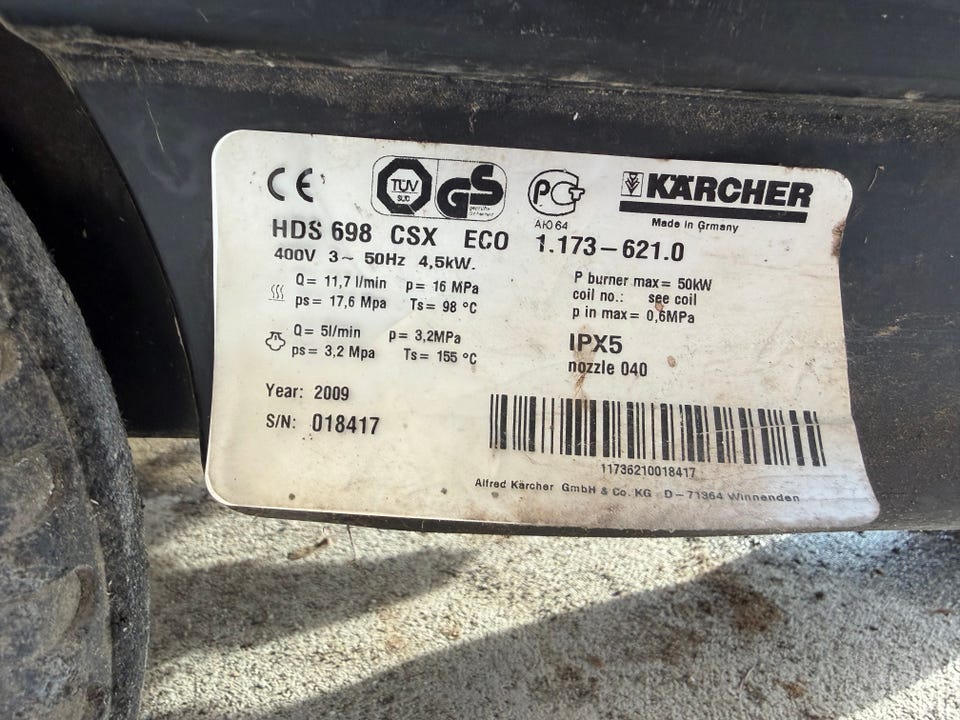 CE
TÜV
SÜD
GS
geprüfte
Sicherheit
PC
АЮ64
KÄRCHER
Made in Grmany
HDS 698 CSX ECO 1.173-621.0
400V 3~ 50Hz 4,5kW.
Q= 11,7 l/min p= 16 MPa
ps= 17,6 Mpa Ts= 98 °C
Q= 5l/min p= 3,2MPa
ps= 3,2 Mpa Ts= 155 °C
P burner max= 50kW
coil no.: see coil
p in max= 0,6MPa
IPX5
nozzle 040
Year: 2009
S/N: 018417
11736210018417
Alfred Kärcher GmbH & Co. KG D-71364 Winnenden